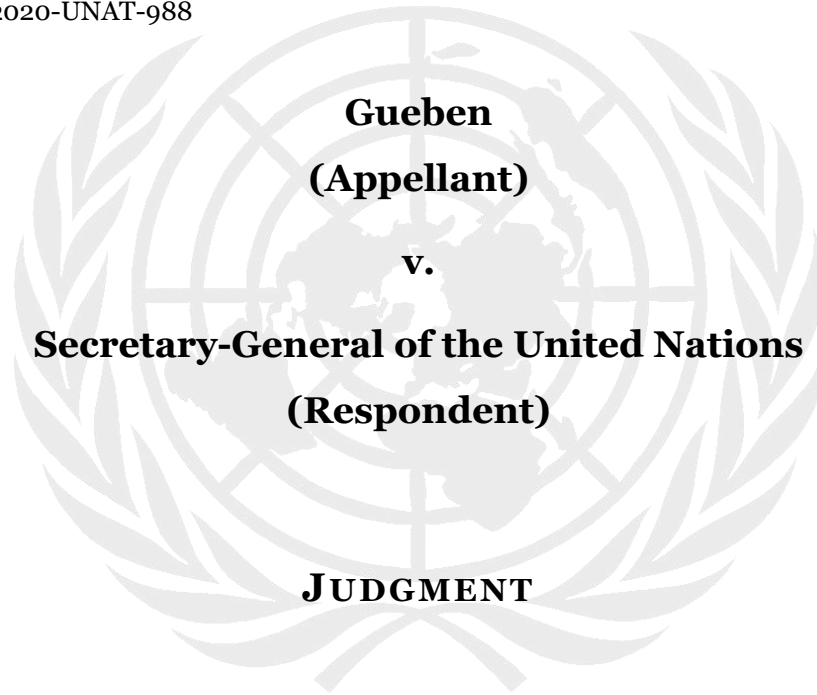 2020-UNAT-988
Gueben
(Appellant)
v.
Secretary-General of the United Nations
(Respondent)
JUDGMENT